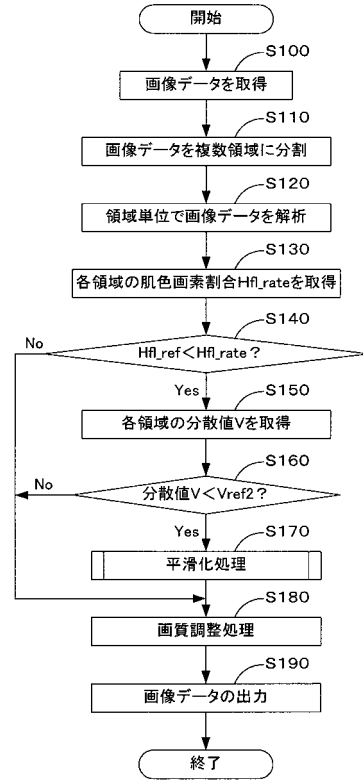 開始
S100
画像データを取得
S110
画像データを複数領域に分割
S120
領域単位で画像データを解析
S130
各領域の肌色画素割合Hfl_rateを取得
S140
No
Hfl_ref<Hfl_rate?
Yes
S150
各領域の分散値Vを取得
S160
No
分散値V<Vref2?
Yes
S170
平滑化処理
S180
画質調整処理
S190
画像データの出力
終了